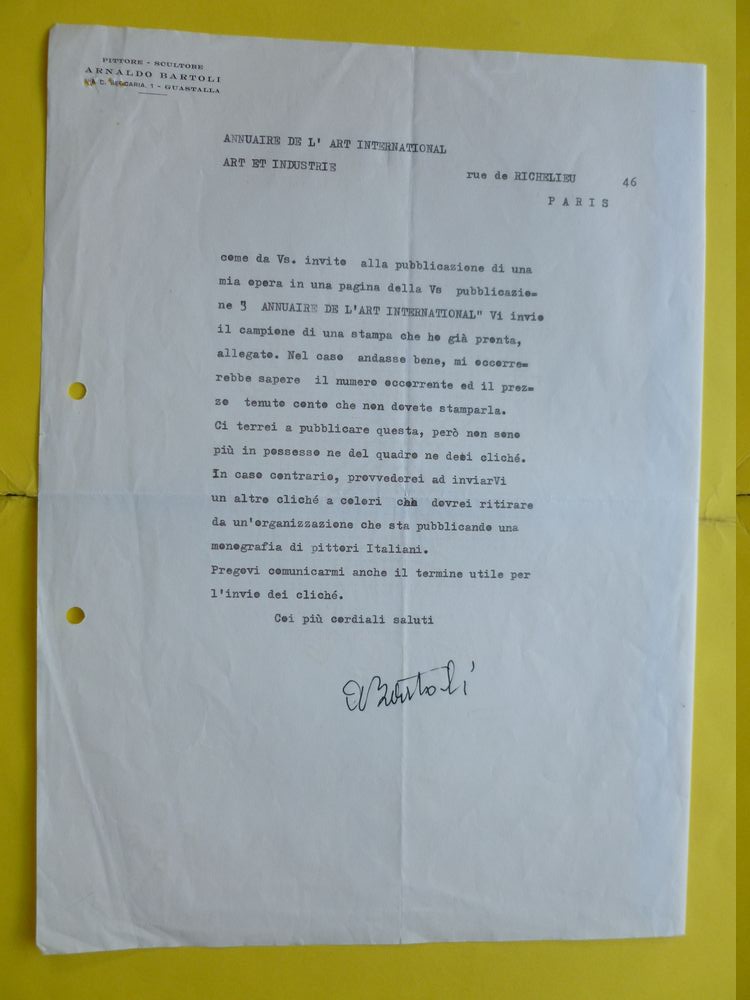 PITTORE - SCULTORE
ARNALDO BARTOLI
VIA C. BECCARIA, 1 - GUASTALLA
ANNUAIRE DE L' ART INTERNATIONAL
ART ET INDUSTRIE
rue de RICHELIEU 46
P A R I S
come da Vs. invito alla pubblicazione di una
mia opera in una pagina della Vs pubblicazio=
ne 3 ANNUAIRE DE L'ART INTERNATIONAL" Vi invio
il campione di una stampa che ho già pronta,
allegato. Nel caso andasse bene, mi occorre=
rebbe sapere il numero occorrente ed il prez=
zo tenuto conto che non dovete stamparla.
Ci terrei a pubblicare questa, però non sono
più in possesso ne del quadro ne dei cliché.
In caso contrario, provvederei ad inviarVi
un altro cliché a colori che dovrei ritirare
da un'organizzazione che sta pubblicando una
monografia di pittori Italiani.
Pregovi comunicarmi anche il termine utile per
l'invio dei cliché.
Coi più cordiali saluti
ABartoli